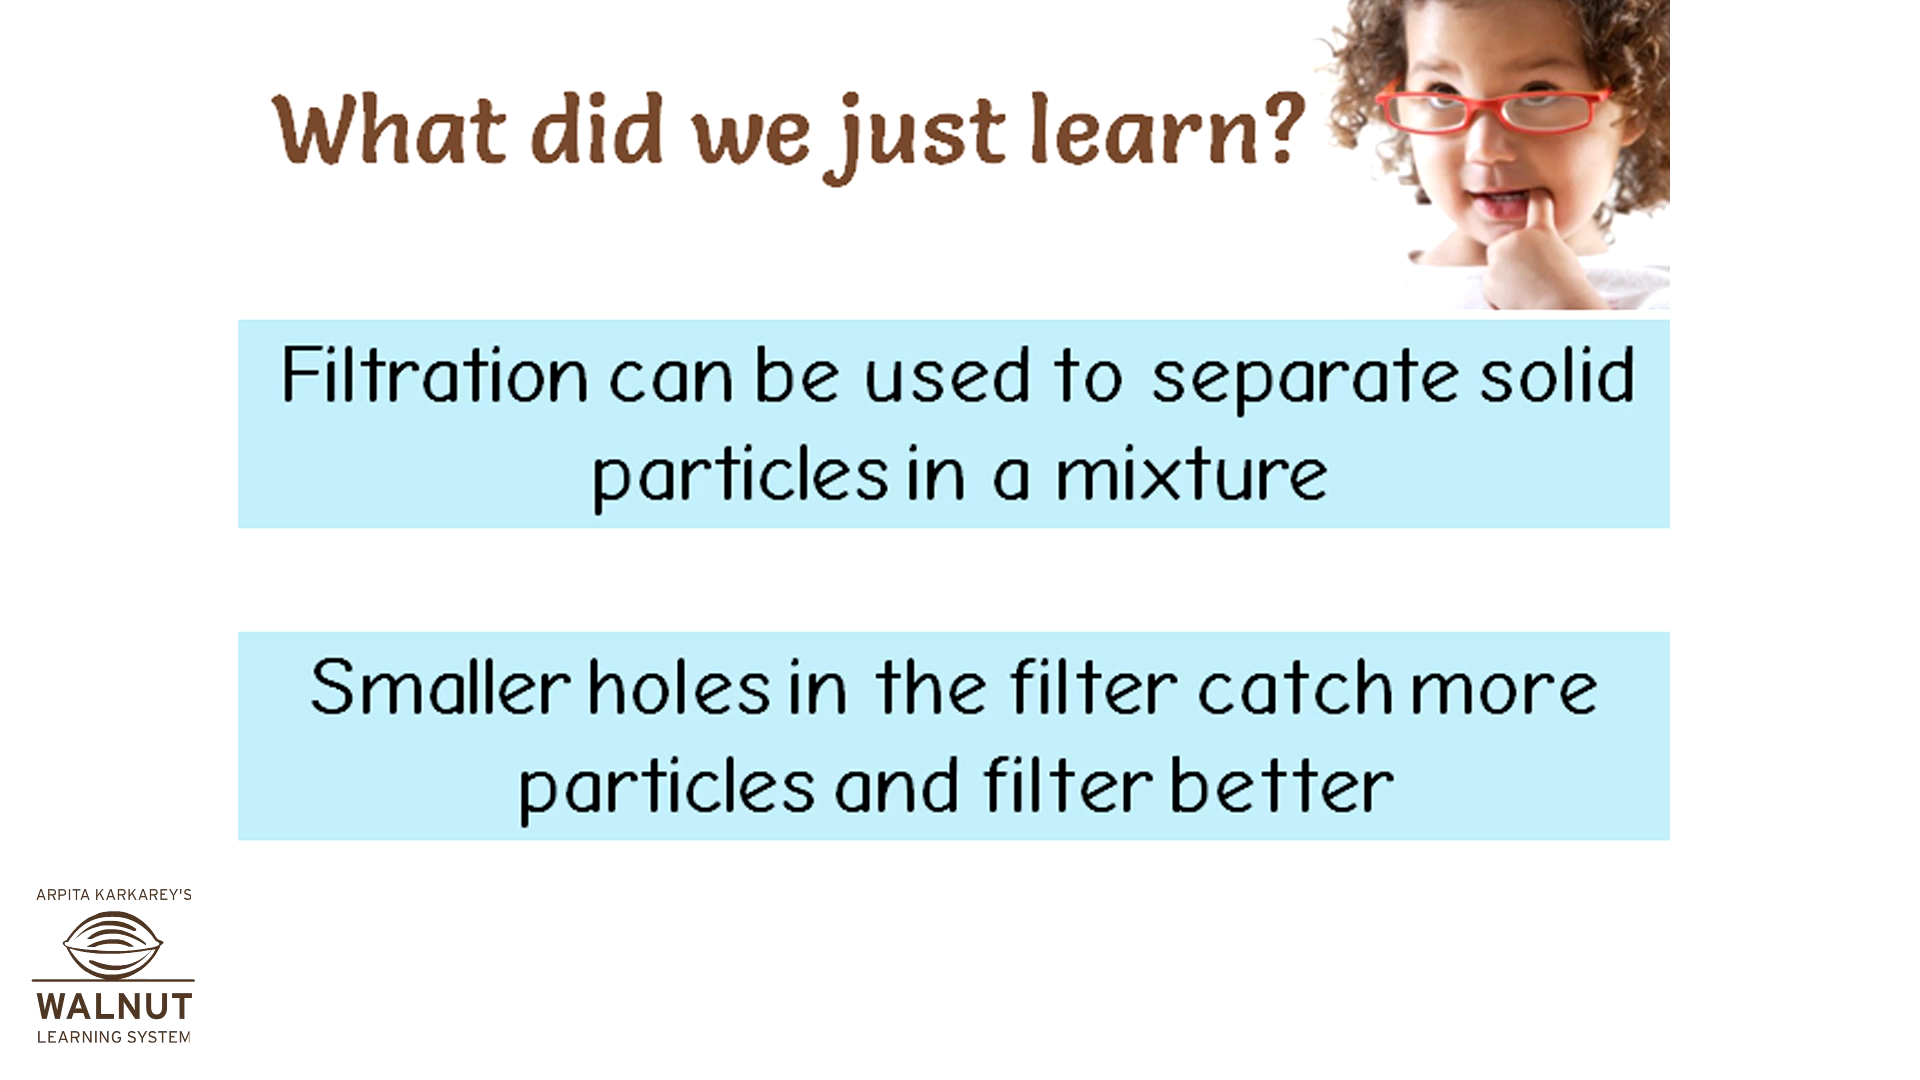 What did we just learn?
Filtration can be used to separate solid
particles in a mixture
Smaller holes in the filter catch more
particles and filter better
ARPITA KARKAREY'S
WALNUT
LEARNING SYSTEM